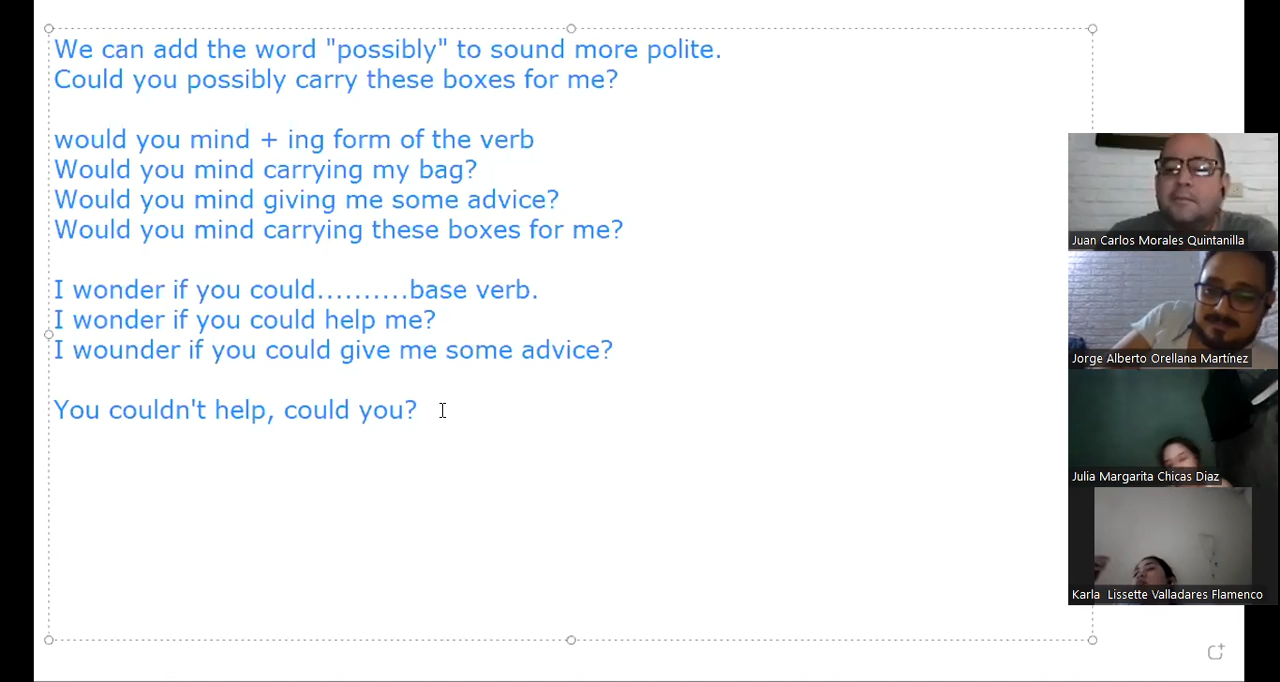 We can add the word "possibly" to sound more polite.
Could you possibly carry these boxes for me?
would you mind + ing form of the verb
Would you mind carrying my bag?
Would you mind giving me some advice?
Would you mind carrying these boxes for me?
I wonder if you could..........base verb.
I wonder if you could help me?
I wounder if you could give me some advice?
You couldn't help, could you?
Juan Carlos Morales Quintanilla
Jorge Alberto Orellana Martínez
Julia Margarita Chicas Diaz
Karla Lissette Valladares Flamenco